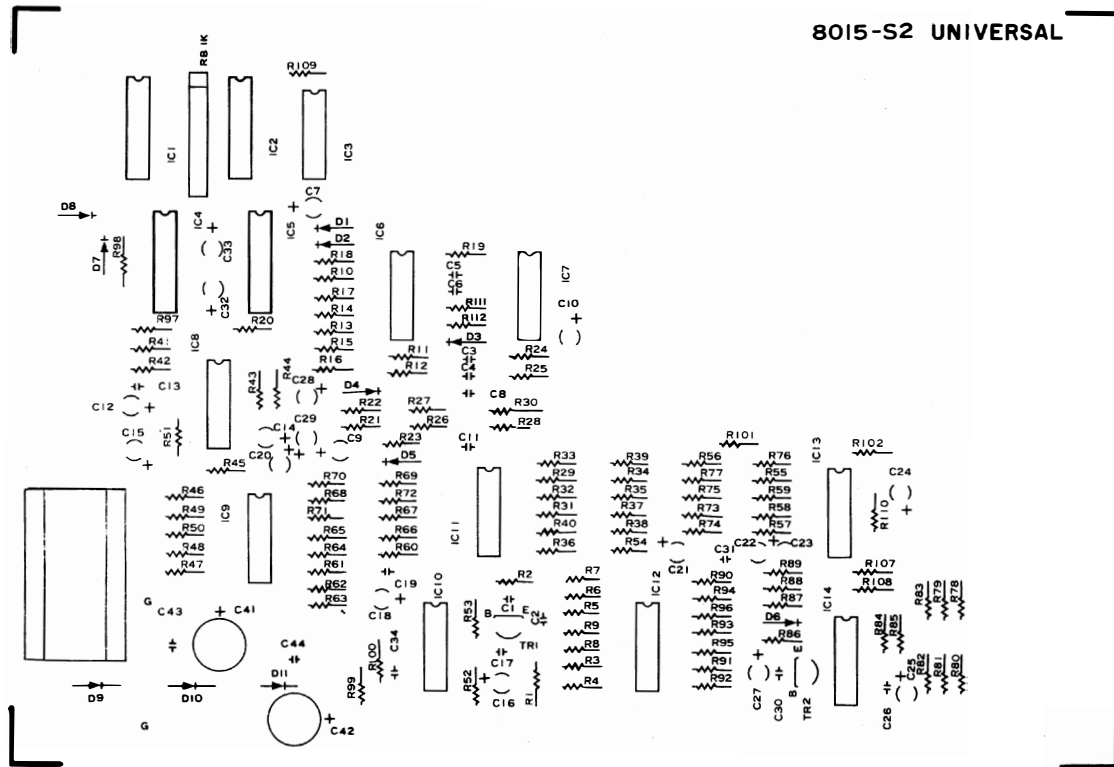 8015-S2 UNIVERSAL
RB 1K
R109
IC1
IC2
IC3
C7
D8
IC4
IC5
D1
D2
IC6
R19
D7
R98
C33
R18
C5
R10
C6
IC7
C32
R17
R111
C10
R14
R112
R97
R20
R13
D3
R41
IC8
R15
R11
C3
R24
R42
R16
R12
C4
R25
C13
R43
R44
C28
D4
C12
R22
R27
C8
R30
R51
C14
C29
R21
R26
R28
C15
C9
R23
C11
R101
IC13
R102
R45
C20
D5
R33
R39
R56
R76
C24
R70
R69
R29
R34
R77
R55
R46
R68
R72
R32
R35
R75
R59
R110
R49
IC9
R71
R67
IC11
R31
R37
R73
R58
R50
R65
R66
R40
R38
R74
R57
R48
R64
R60
R36
R54
C21
C31
C22
C23
R47
R61
R7
R89
R107
R62
C19
IC10
R2
R6
IC12
R90
R88
R108
G
R63
C18
R53
B
C1
E
C2
R5
R94
R87
IC14
R83
R79
R78
C43
C41
R96
D6
R84
R85
C34
TR1
R9
R93
R86
C44
R100
R8
R95
E
C17
R3
R91
R82
R81
R80
D9
D10
D11
R99
R52
C16
R1
R4
R92
C27
C30
B
TR2
C26
C25
G
C42